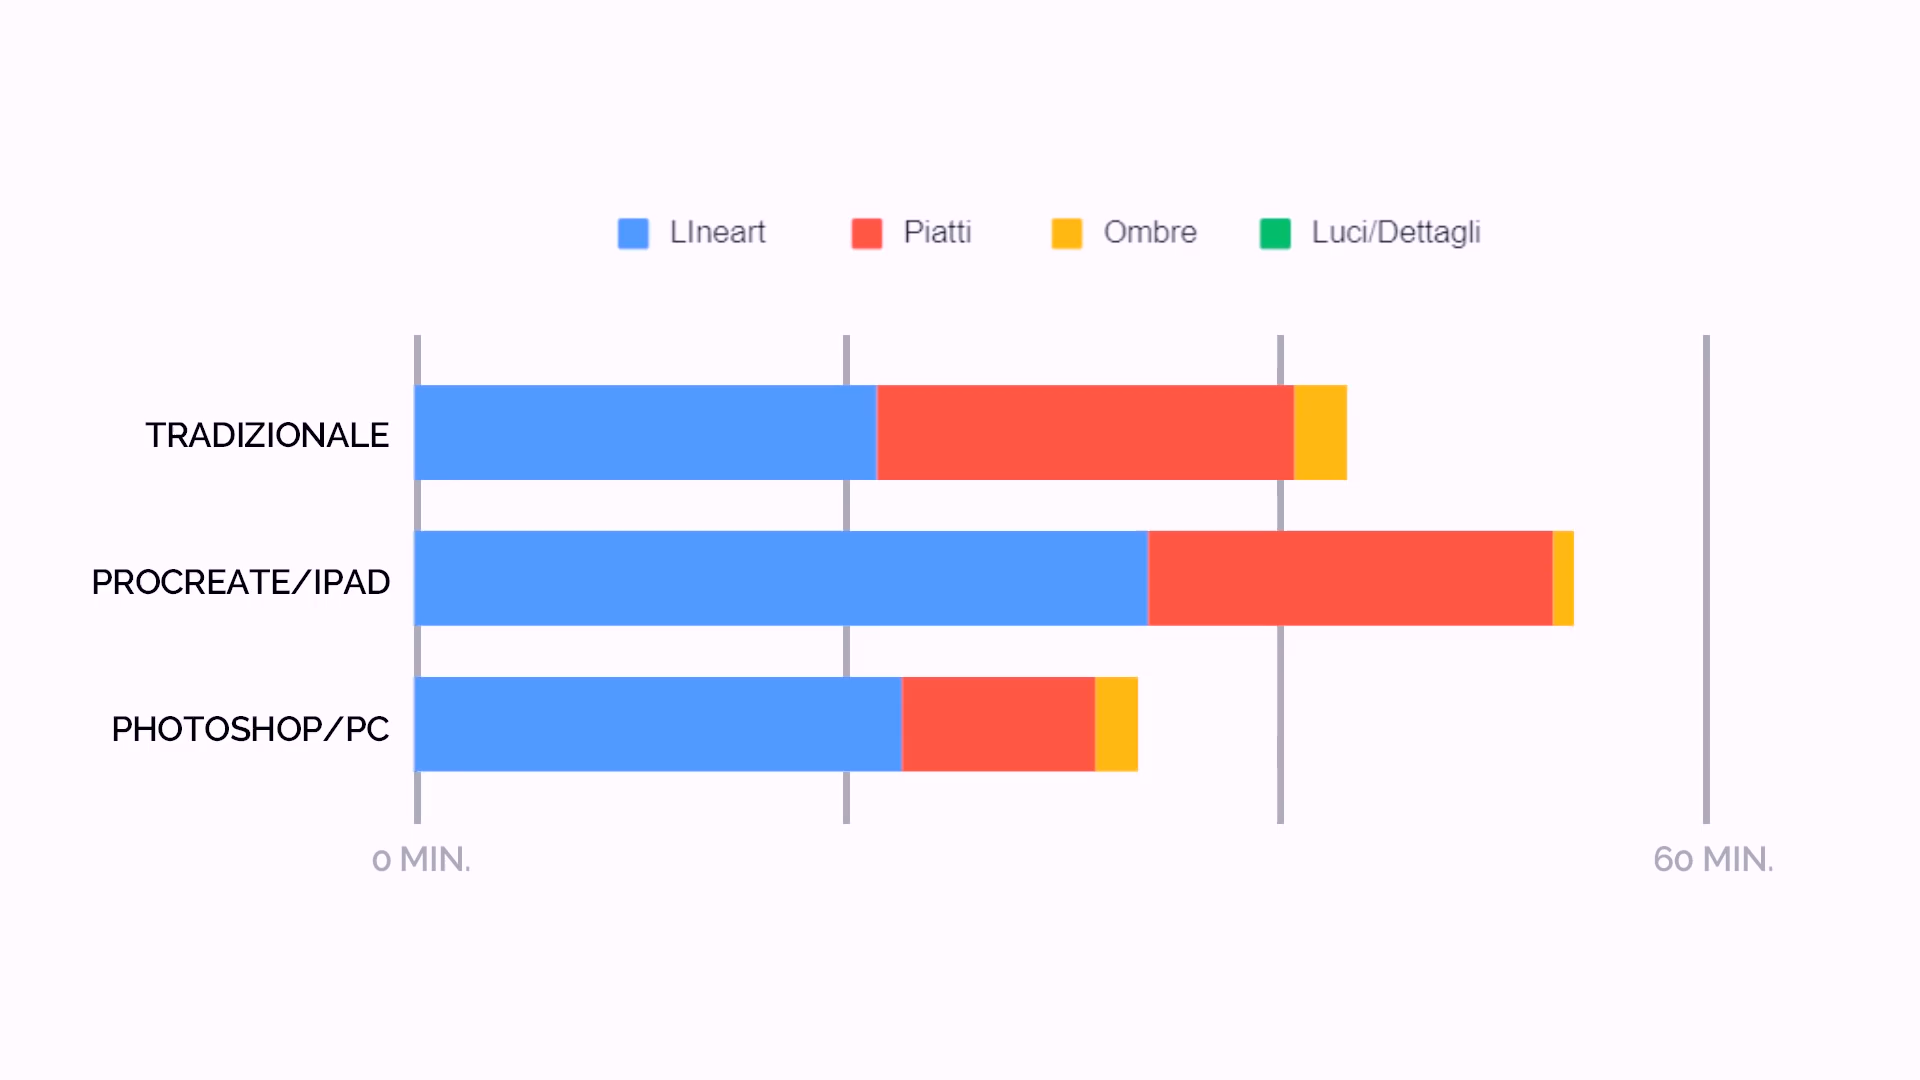 LIneart
Piatti
Ombre
Luci/Dettagli
TRADIZIONALE
PROCREATE/IPAD
PHOTOSHOP/PC
0 MIN.
60 MIN.